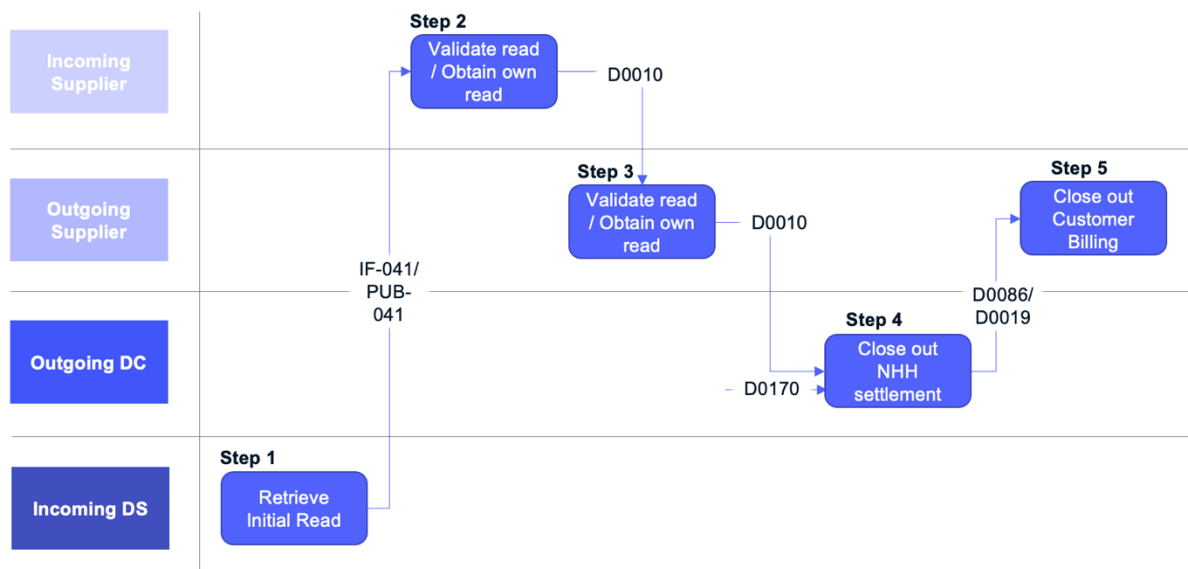 Step 2
Incoming
Supplier
Validate read
/ Obtain own
read
D0010
Step 3
Step 5
Outgoing
Supplier
Validate read
/ Obtain own
read
D0010
Close out
Customer
Billing
IF-041/
PUB-
041
D0086/
D0019
Step 4
Outgoing DC
Close out
NHH
settlement
D0170
Step 1
Incoming DS
Retrieve
Initial Read